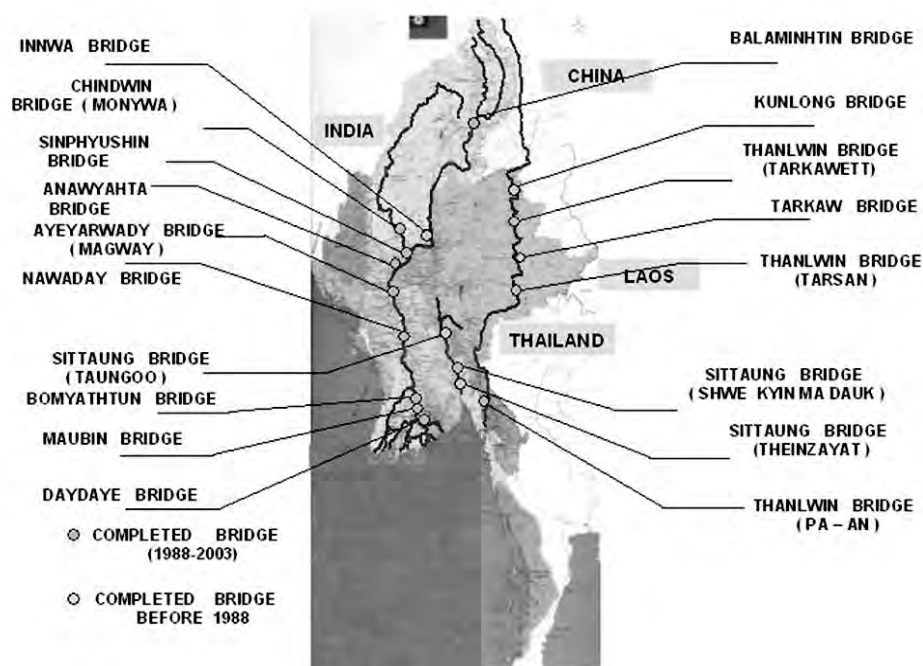 INNWA BRIDGE
CHINDWIN
BRIDGE ( MONYWA )
SINPHYUSHIN
BRIDGE
ANAWYAHTA
BRIDGE
AYEYARWADY BRIDGE
(MAGWAY)
NAWADAY BRIDGE
SITTAUNG BRIDGE
(TAUNGOO)
BOMYATHTUN BRIDGE
MAUBIN BRIDGE
DAYDAYE BRIDGE
COMPLETED BRIDGE
(1988-2003)
COMPLETED BRIDGE
BEFORE 1988
INDIA
CHINA
LAOS
THAILAND
BALAMINHTIN BRIDGE
KUNLONG BRIDGE
THANLWIN BRIDGE
(TARKAWETT)
TARKAW BRIDGE
THANLWIN BRIDGE
(TARSAN )
SITTAUNG BRIDGE
( SHWE KYIN MA DAUK)
SITTAUNG BRIDGE
(THEINZAYAT)
THANLWIN BRIDGE
( PA – AN )